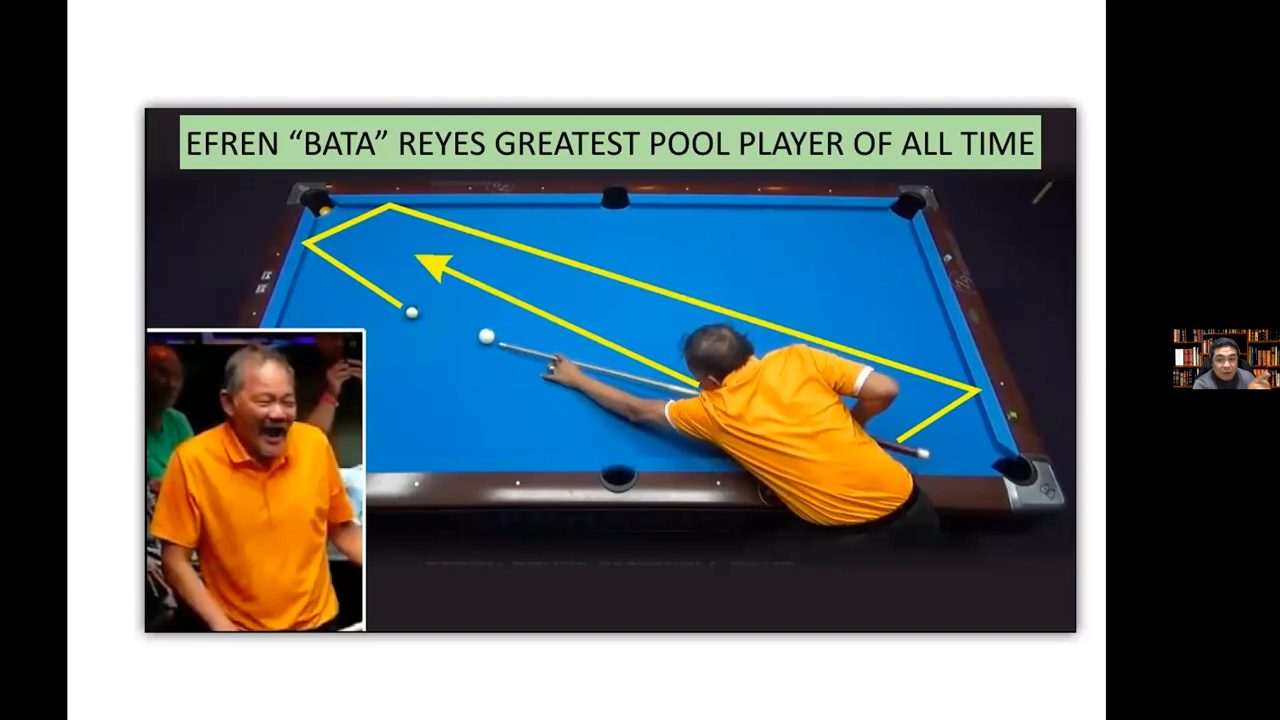 EFREN “BATA” REYES GREATEST POOL PLAYER OF ALL TIME